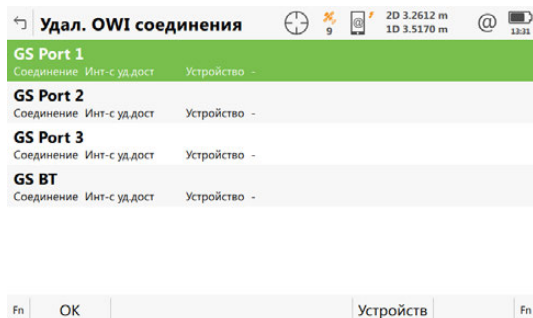 Удал. OWI соединения
9
@
2D 3.2612 m
1D 3.5170 m
@
13:31
GS Port 1
Соединение Инт-с уд.дост Устройство -
GS Port 2
Соединение Инт-с уд.дост Устройство -
GS Port 3
Соединение Инт-с уд.дост Устройство -
GS BT
Соединение Инт-с уд.дост Устройство -
Fn OK Устройств Fn